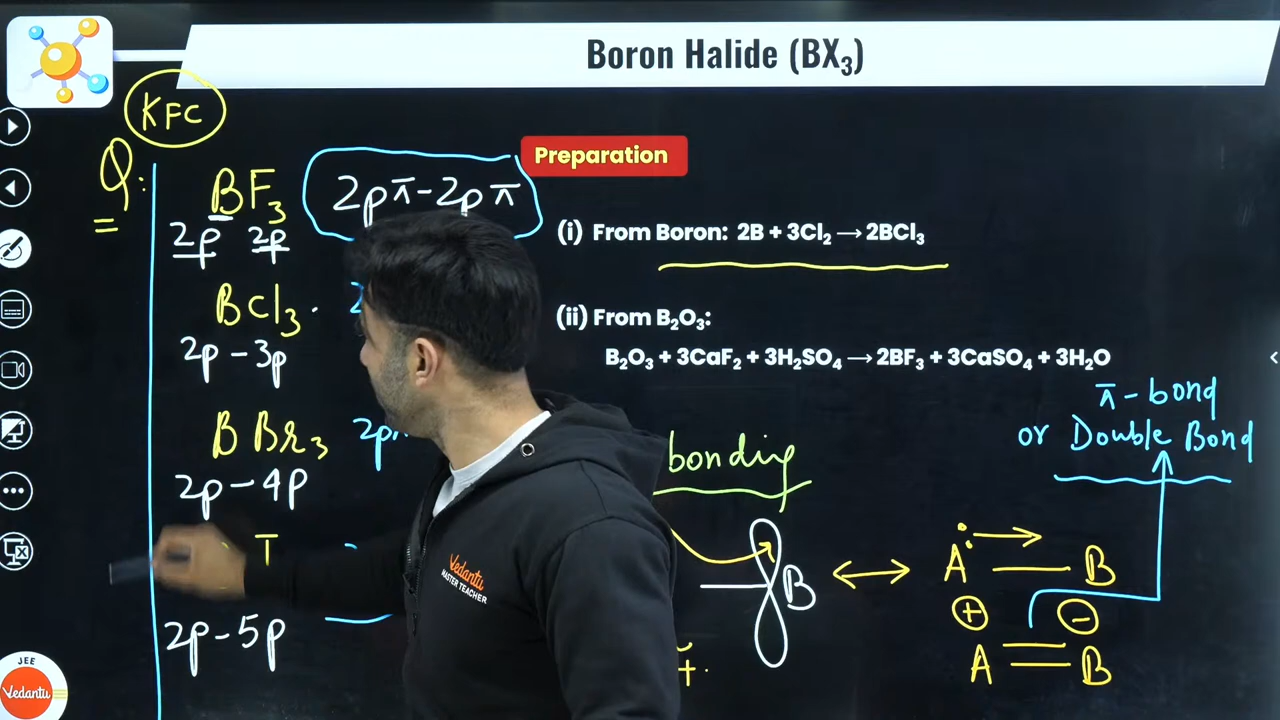 Boron Halide (BX₃)
KFC
Q:
Preparation
BF₃
2pπ-2pπ
2p 2p
(i) From Boron: 2B + 3Cl₂ → 2BCl₃
BCl₃
2p-3p
(ii) From B₂O₃:
B₂O₃ + 3CaF₂ + 3H₂SO₄ → 2BF₃ + 3CaSO₄ + 3H₂O
π-bond
or Double Bond
BBr₃
2p
bonding
2p-4p
A: B
B
⊕ ⊖
A = B
I
2p-5p
Vedantu
MASTER TEACHER
JEE
Vedantu